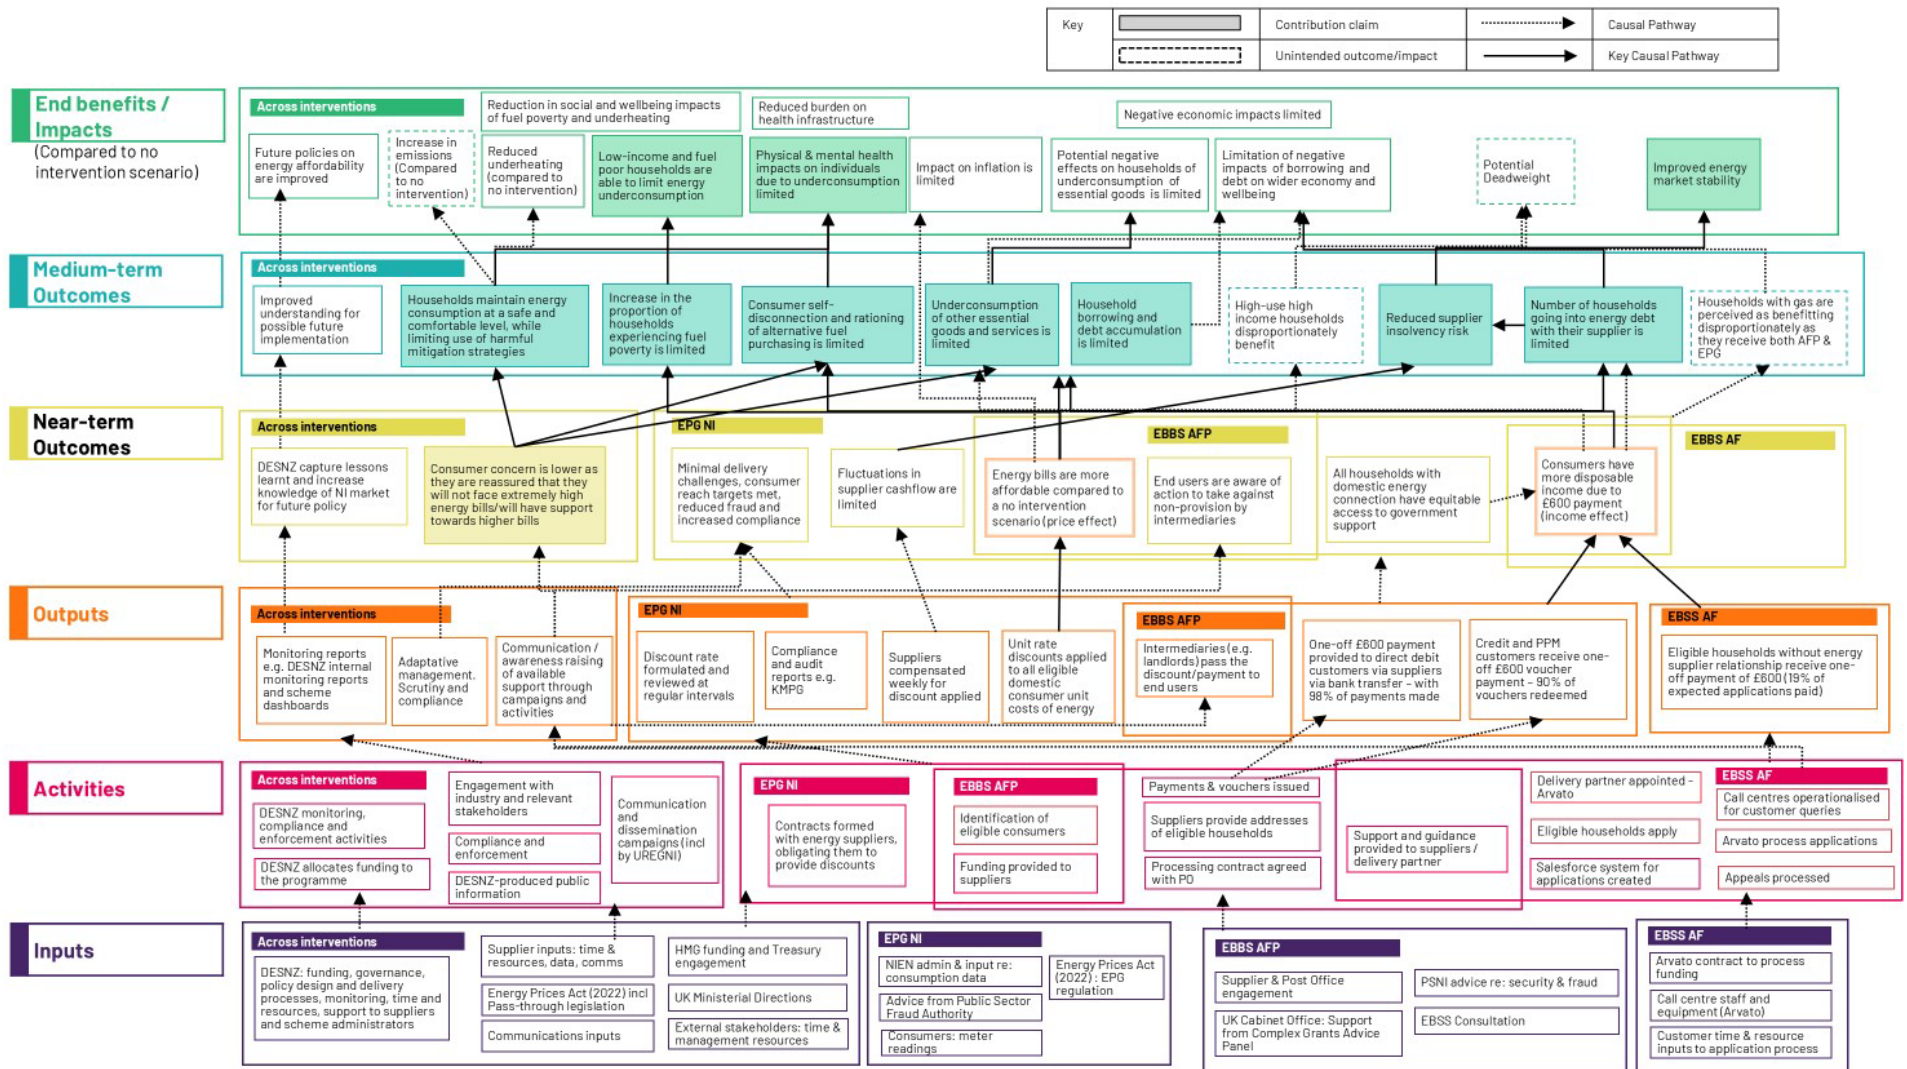 Key
Contribution claim
Causal Pathway
Unintended outcome/impact
Key Causal Pathway
End benefits /
Impacts
(Compared to no
intervention scenario)
Across interventions
Reduction in social and wellbeing impacts
of fuel poverty and underheating
Reduced burden on
health infrastructure
Negative economic impacts limited
Future policies on
energy affordability
are improved
Increase in
emissions
(Compared
to no
intervention)
Reduced
underheating
(compared to
no intervention)
Low-income and fuel
poor households are
able to limit energy
underconsumption
Physical & mental health
impacts on individuals
due to underconsumption
limited
Impact on inflation is
limited
Potential negative
effects on households of
underconsumption of
essential goods is limited
Limitation of negative
impacts of borrowing and
debt on wider economy and
wellbeing
Potential
Deadweight
Improved energy
market stability
Medium-term
Outcomes
Across interventions
Improved
understanding for
possible future
implementation
Households maintain energy
consumption at a safe and
comfortable level, while
limiting use of harmful
mitigation strategies
Increase in the
proportion of
households
experiencing fuel
poverty is limited
Consumer self-
disconnection and rationing
of alternative fuel
purchasing is limited
Underconsumption
of other essential
goods and services is
limited
Household
borrowing and
debt accumulation
is limited
High-use high
income households
disproportionately
benefit
Reduced supplier
insolvency risk
Number of households
going into energy debt
with their supplier is
limited
Households with gas are
perceived as benefitting
disproportionately as
they receive both AFP &
EPG
Near-term
Outcomes
Across interventions
DESNZ capture lessons
learnt and increase
knowledge of NI market
for future policy
Consumer concern is lower as
they are reassured that they
will not face extremely high
energy bills/will have support
towards higher bills
EPG NI
Minimal delivery
challenges, consumer
reach targets met,
reduced fraud and
increased compliance
Fluctuations in
supplier cashflow are
limited
Energy bills are more
affordable compared to
a no intervention
scenario (price effect)
EBBS AFP
End users are aware of
action to take against
non-provision by
intermediaries
All households with
domestic energy
connection have equitable
access to government
support
Consumers have
more disposable
income due to
£600 payment
(income effect)
EBBS AF
Outputs
Across interventions
Monitoring reports
e.g. DESNZ internal
monitoring reports
and scheme
dashboards
Adaptative
management.
Scrutiny and
compliance
Communication /
awareness raising
of available
support through
campaigns and
activities
EPG NI
Discount rate
formulated and
reviewed at
regular intervals
Compliance
and audit
reports e.g.
KMPG
Suppliers
compensated
weekly for
discount applied
Unit rate
discounts applied
to all eligible
domestic
consumer unit
costs of energy
EBBS AFP
Intermediaries (e.g.
landlords) pass the
discount/payment to
end users
One-off £600 payment
provided to direct debit
customers via suppliers
via bank transfer – with
98% of payments made
Credit and PPM
customers receive one-
off £600 voucher
payment – 90% of
vouchers redeemed
EBSS AF
Eligible households without energy
supplier relationship receive one-
off payment of £600 (19% of
expected applications paid)
Activities
Across interventions
DESNZ monitoring,
compliance and
enforcement activities
DESNZ allocates funding to
the programme
Engagement with
industry and relevant
stakeholders
Compliance and
enforcement
DESNZ-produced public
information
Communication
and
dissemination
campaigns (incl
by UREGNI)
EPG NI
Contracts formed
with energy suppliers,
obligating them to
provide discounts
EBBS AFP
Identification of
eligible consumers
Funding provided to
suppliers
Payments & vouchers issued
Suppliers provide addresses
of eligible households
Processing contract agreed
with PO
Support and guidance
provided to suppliers /
delivery partner
Delivery partner appointed –
Arvato
Eligible households apply
Salesforce system for
applications created
EBSS AF
Call centres operationalised
for customer queries
Arvato process applications
Appeals processed
Inputs
Across interventions
DESNZ: funding, governance,
policy design and delivery
processes, monitoring, time and
resources, support to suppliers
and scheme administrators
Supplier inputs: time &
resources, data, comms
Energy Prices Act (2022) incl
Pass-through legislation
Communications inputs
HMG funding and Treasury
engagement
UK Ministerial Directions
External stakeholders: time &
management resources
EPG NI
NIEN admin & input re:
consumption data
Advice from Public Sector
Fraud Authority
Consumers: meter
readings
Energy Prices Act
(2022) : EPG
regulation
EBBS AFP
Supplier & Post Office
engagement
UK Cabinet Office: Support
from Complex Grants Advice
Panel
PSNI advice re: security & fraud
EBSS Consultation
EBSS AF
Arvato contract to process
funding
Call centre staff and
equipment (Arvato)
Customer time & resource
inputs to application process